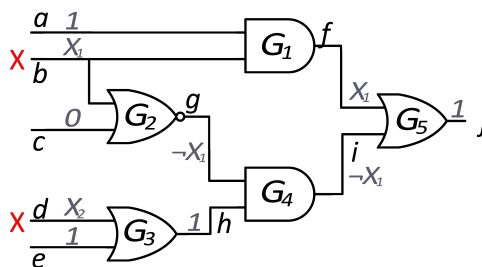 a 1
f
X X₁
G₁
b
g
X₁
1
0
G₂
G₅
j
c
i
¬X₁
¬X₁
G₄
X d X₂
1
h
G₃
e 1